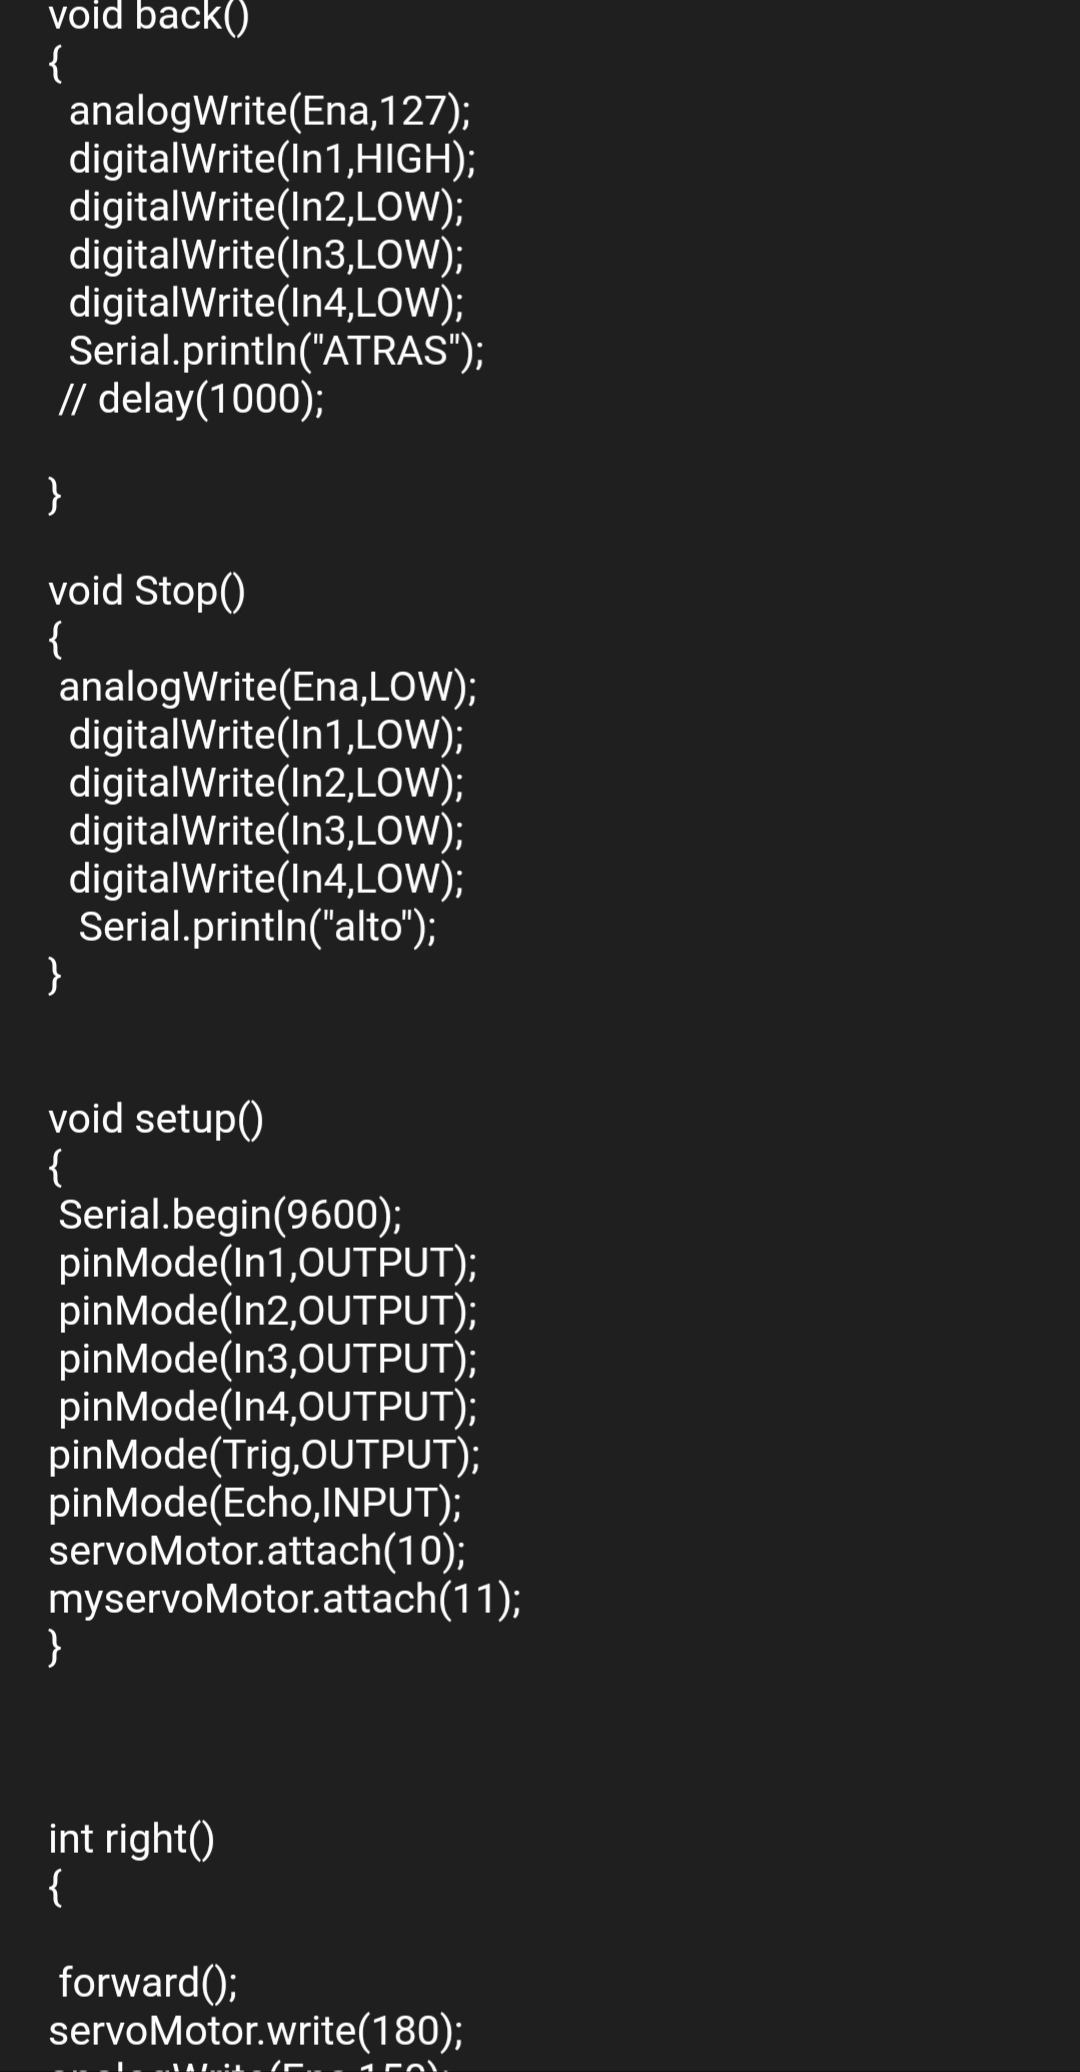 void back()
{
analogWrite(Ena,127);
digitalWrite(In1,HIGH);
digitalWrite(In2,LOW);
digitalWrite(In3,LOW);
digitalWrite(In4,LOW);
Serial.println("ATRAS");
// delay(1000);
}
void Stop()
{
analogWrite(Ena,LOW);
digitalWrite(In1,LOW);
digitalWrite(In2,LOW);
digitalWrite(In3,LOW);
digitalWrite(In4,LOW);
Serial.println("alto");
}
void setup()
{
Serial.begin(9600);
pinMode(In1,OUTPUT);
pinMode(In2,OUTPUT);
pinMode(In3,OUTPUT);
pinMode(In4,OUTPUT);
pinMode(Trig,OUTPUT);
pinMode(Echo,INPUT);
servoMotor.attach(10);
myservoMotor.attach(11);
}
int right()
{
forward();
servoMotor.write(180);